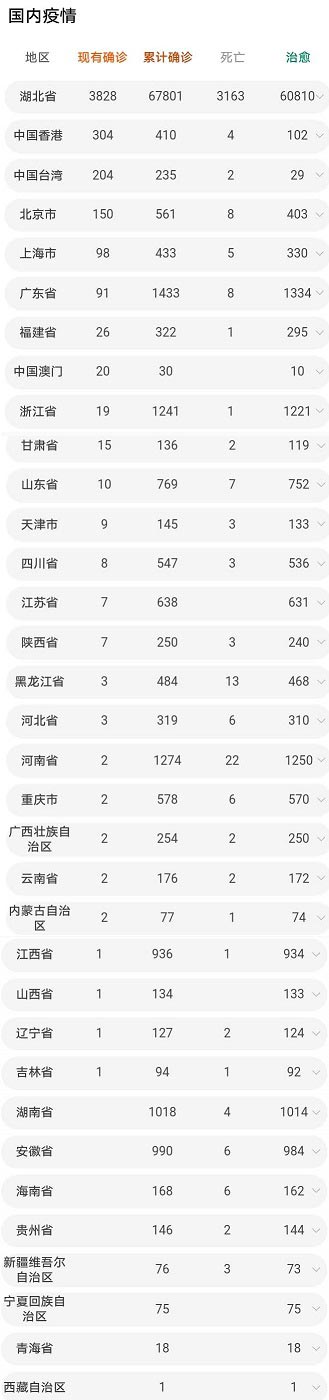 国内疫情
地区 现有确诊 累计确诊 死亡 治愈
湖北省 3828 67801 3163 60810
中国香港 304 410 4 102
中国台湾 204 235 2 29
北京市 150 561 8 403
上海市 98 433 5 330
广东省 91 1433 8 1334
福建省 26 322 1 295
中国澳门 20 30 10
浙江省 19 1241 1 1221
甘肃省 15 136 2 119
山东省 10 769 7 752
天津市 9 145 3 133
四川省 8 547 3 536
江苏省 7 638 631
陕西省 7 250 3 240
黑龙江省 3 484 13 468
河北省 3 319 6 310
河南省 2 1274 22 1250
重庆市 2 578 6 570
广西壮族自
治区 2 254 2 250
云南省 2 176 2 172
内蒙古自治
区 2 77 1 74
江西省 1 936 1 934
山西省 1 134 133
辽宁省 1 127 2 124
吉林省 1 94 1 92
湖南省 1018 4 1014
安徽省 990 6 984
海南省 168 6 162
贵州省 146 2 144
新疆维吾尔
自治区 76 3 73
宁夏回族自
治区 75 75
青海省 18 18
西藏自治区 1 1